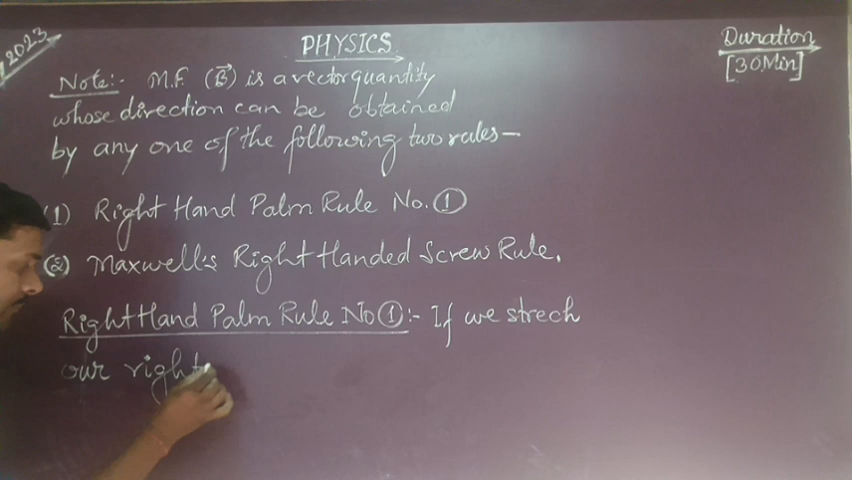 2023
PHYSICS
Duration
[30Min]
Note:- M.F. (B⃗) is a vector quantity
whose direction can be obtained
by any one of the following two rules—
(1) Right Hand Palm Rule No. ①
(2) Maxwell's Right Handed Screw Rule.
Right Hand Palm Rule No ①:- If we strech
our right